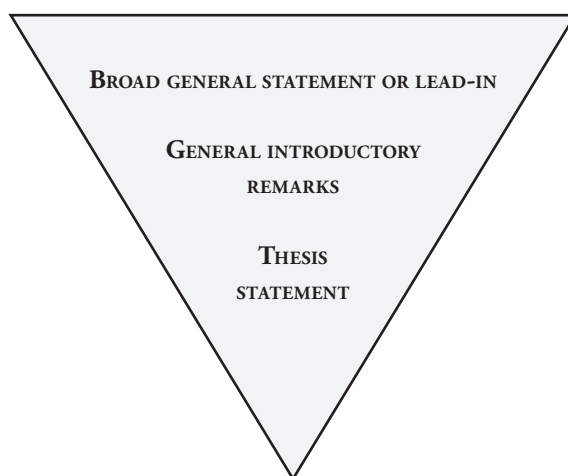 Broad general statement or lead-in
General introductory
remarks
Thesis
statement